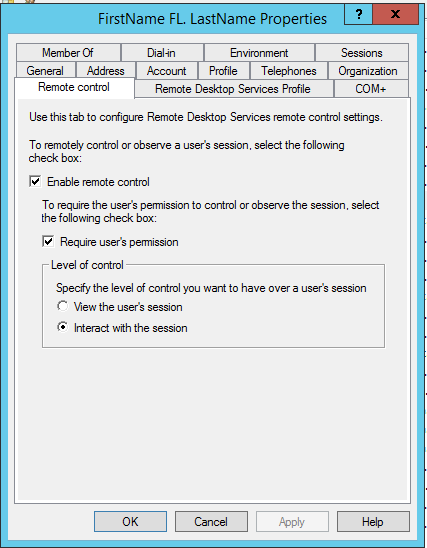 FirstName FL. LastName Properties
?
x
Member Of
Dial-in
Environment
Sessions
General
Address
Account
Profile
Telephones
Organization
Remote control
Remote Desktop Services Profile
COM+
Use this tab to configure Remote Desktop Services remote control settings.
To remotely control or observe a user's session, select the following
check box:
Enable remote control
To require the user's permission to control or observe the session, select
the following check box:
Require user's permission
Level of control
Specify the level of control you want to have over a user's session
View the user's session
Interact with the session
OK
Cancel
Apply
Help